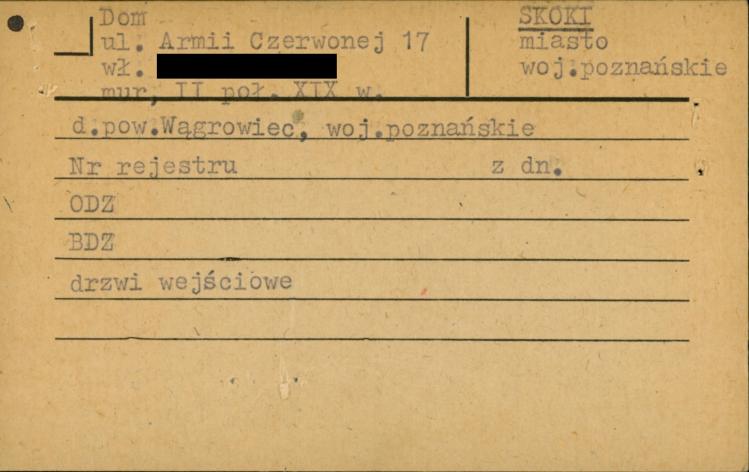 Dom
ul. Armii Czerwonej 17
wł.
mur, II poł. XIX w.
SKOKI
miasto
woj.poznańskie
d.pow.Wągrowiec, woj.poznańskie
Nr rejestru z dn.
ODZ
BDZ
drzwi wejściowe